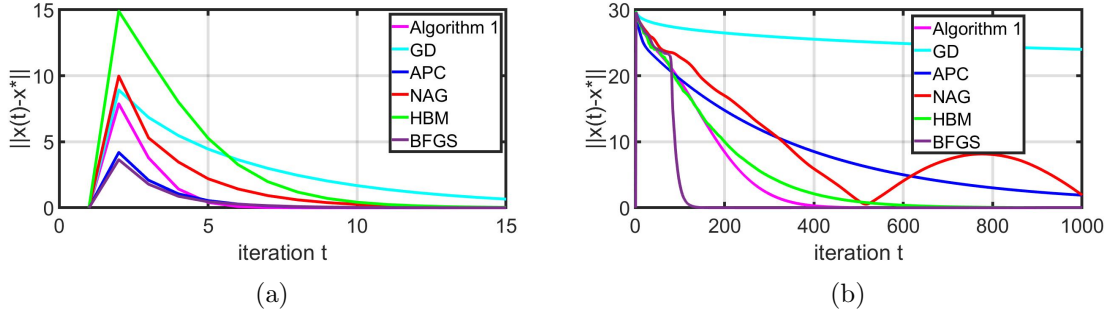 15
10
5
0
||x(t)-x*||
0
5
10
15
iteration t
Algorithm 1
GD
APC
NAG
HBM
BFGS
(a)
30
20
10
0
||x(t)-x*||
0
200
400
600
800
1000
iteration t
Algorithm 1
GD
APC
NAG
HBM
BFGS
(b)